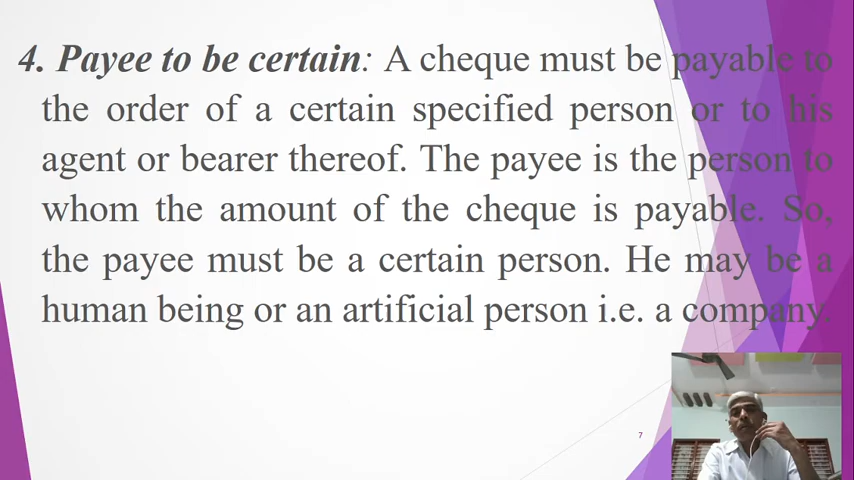 4. Payee to be certain: A cheque must be payable to
the order of a certain specified person or to his
agent or bearer thereof. The payee is the person to
whom the amount of the cheque is payable. So,
the payee must be a certain person. He may be a
human being or an artificial person i.e. a company.
7